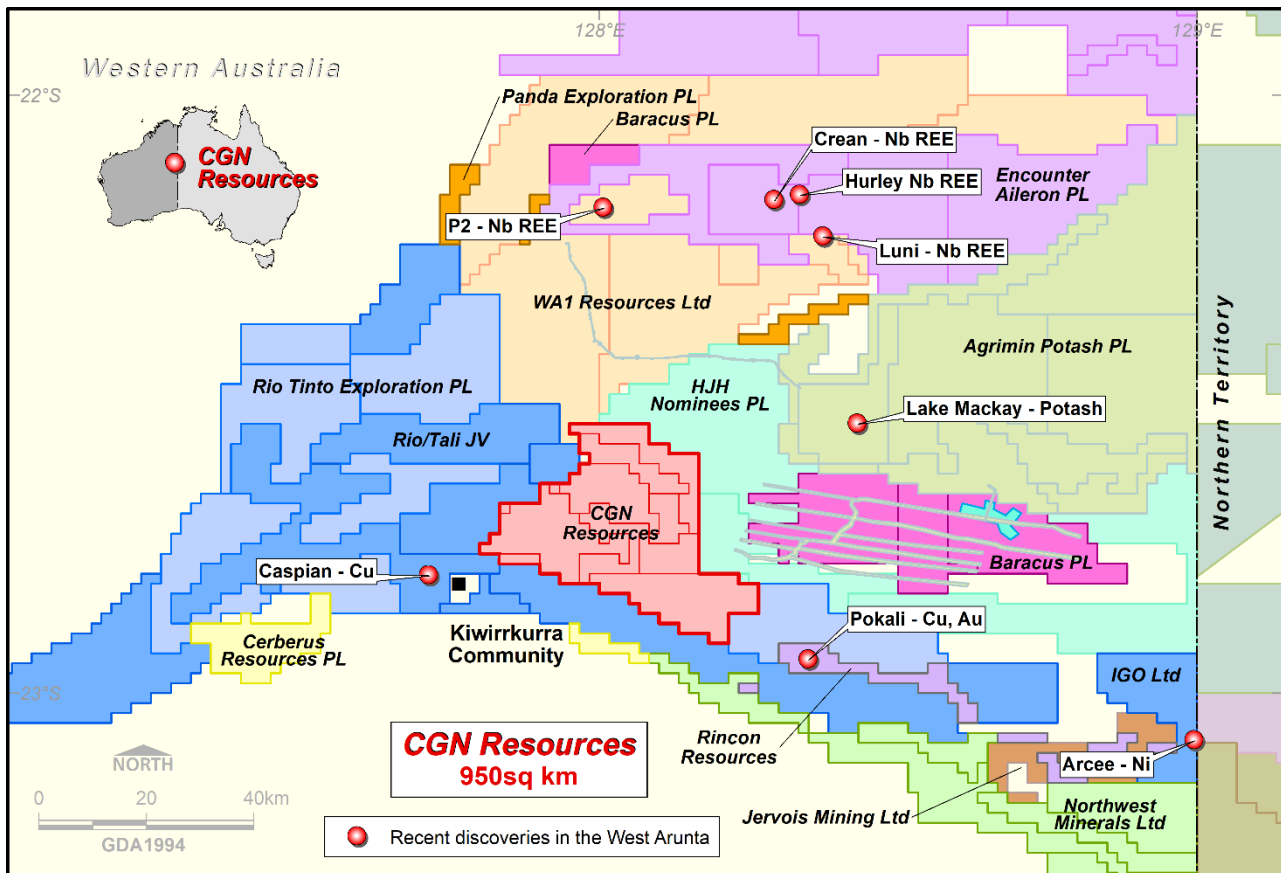 128°E
129°E
Western Australia
22°S
Panda Exploration PL
Baracus PL
CGN
Resources
Crean - Nb REE
Hurley Nb REE
Encounter
Aileron PL
P2 - Nb REE
Luni - Nb REE
WA1 Resources Ltd
Northern Territory
Agrimin Potash PL
Rio Tinto Exploration PL
HJH
Nominees PL
Lake Mackay - Potash
Rio/Tali JV
CGN
Resources
Baracus PL
Caspian - Cu
Pokali - Cu, Au
Kiwirrkurra
Community
Cerberus
Resources PL
IGO Ltd
23°S
CGN Resources
950sq km
Rincon
Resources
Arcee - Ni
NORTH
0 20 40km
GDA1994
Jervois Mining Ltd
Northwest
Minerals Ltd
Recent discoveries in the West Arunta